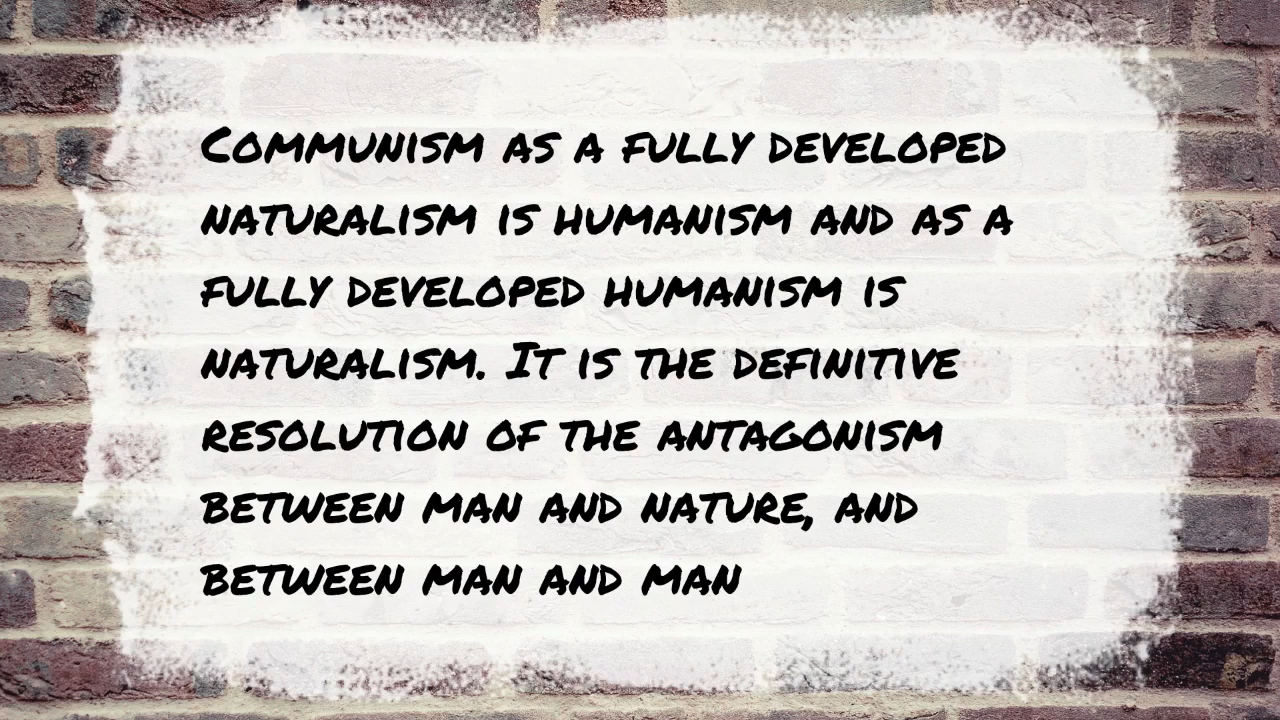 Communism as a fully developed
naturalism is humanism and as a
fully developed humanism is
naturalism. It is the definitive
resolution of the antagonism
between man and nature, and
between man and man